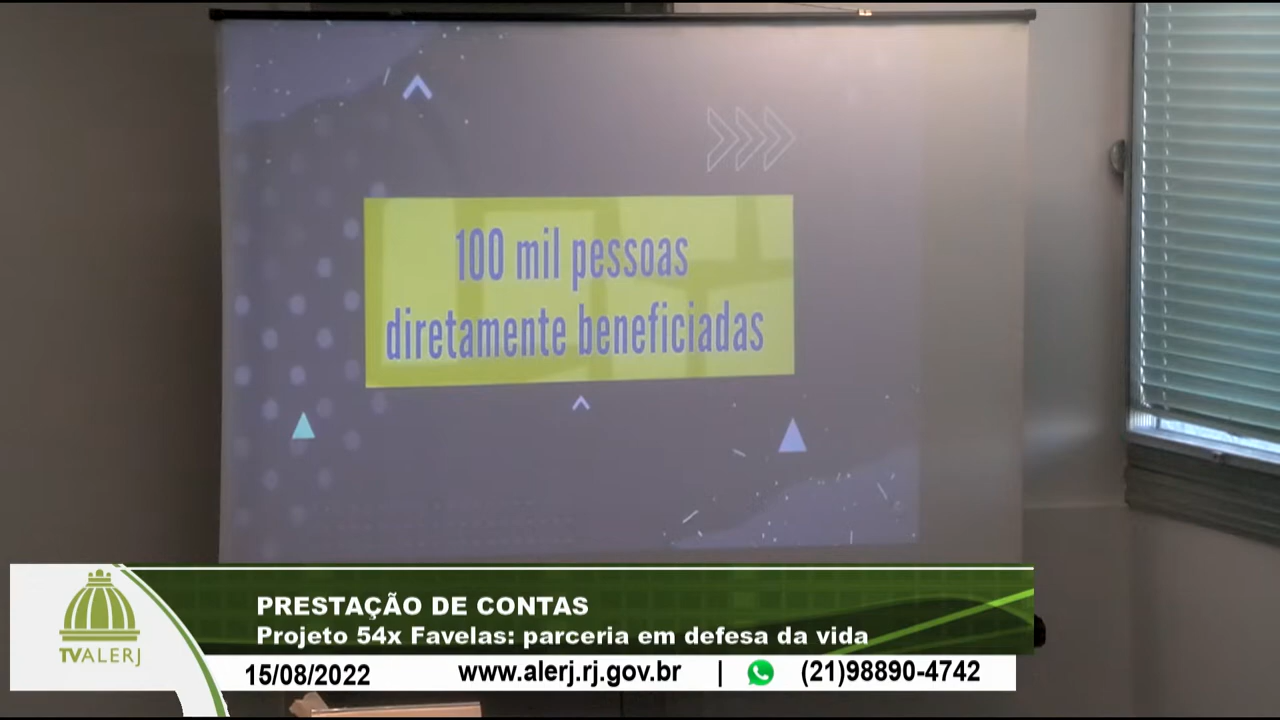 100 mil pessoas
diretamente beneficiadas
PRESTAÇÃO DE CONTAS
Projeto 54x Favelas: parceria em defesa da vida
TVALERJ
15/08/2022 www.alerj.rj.gov.br | (21)98890-4742